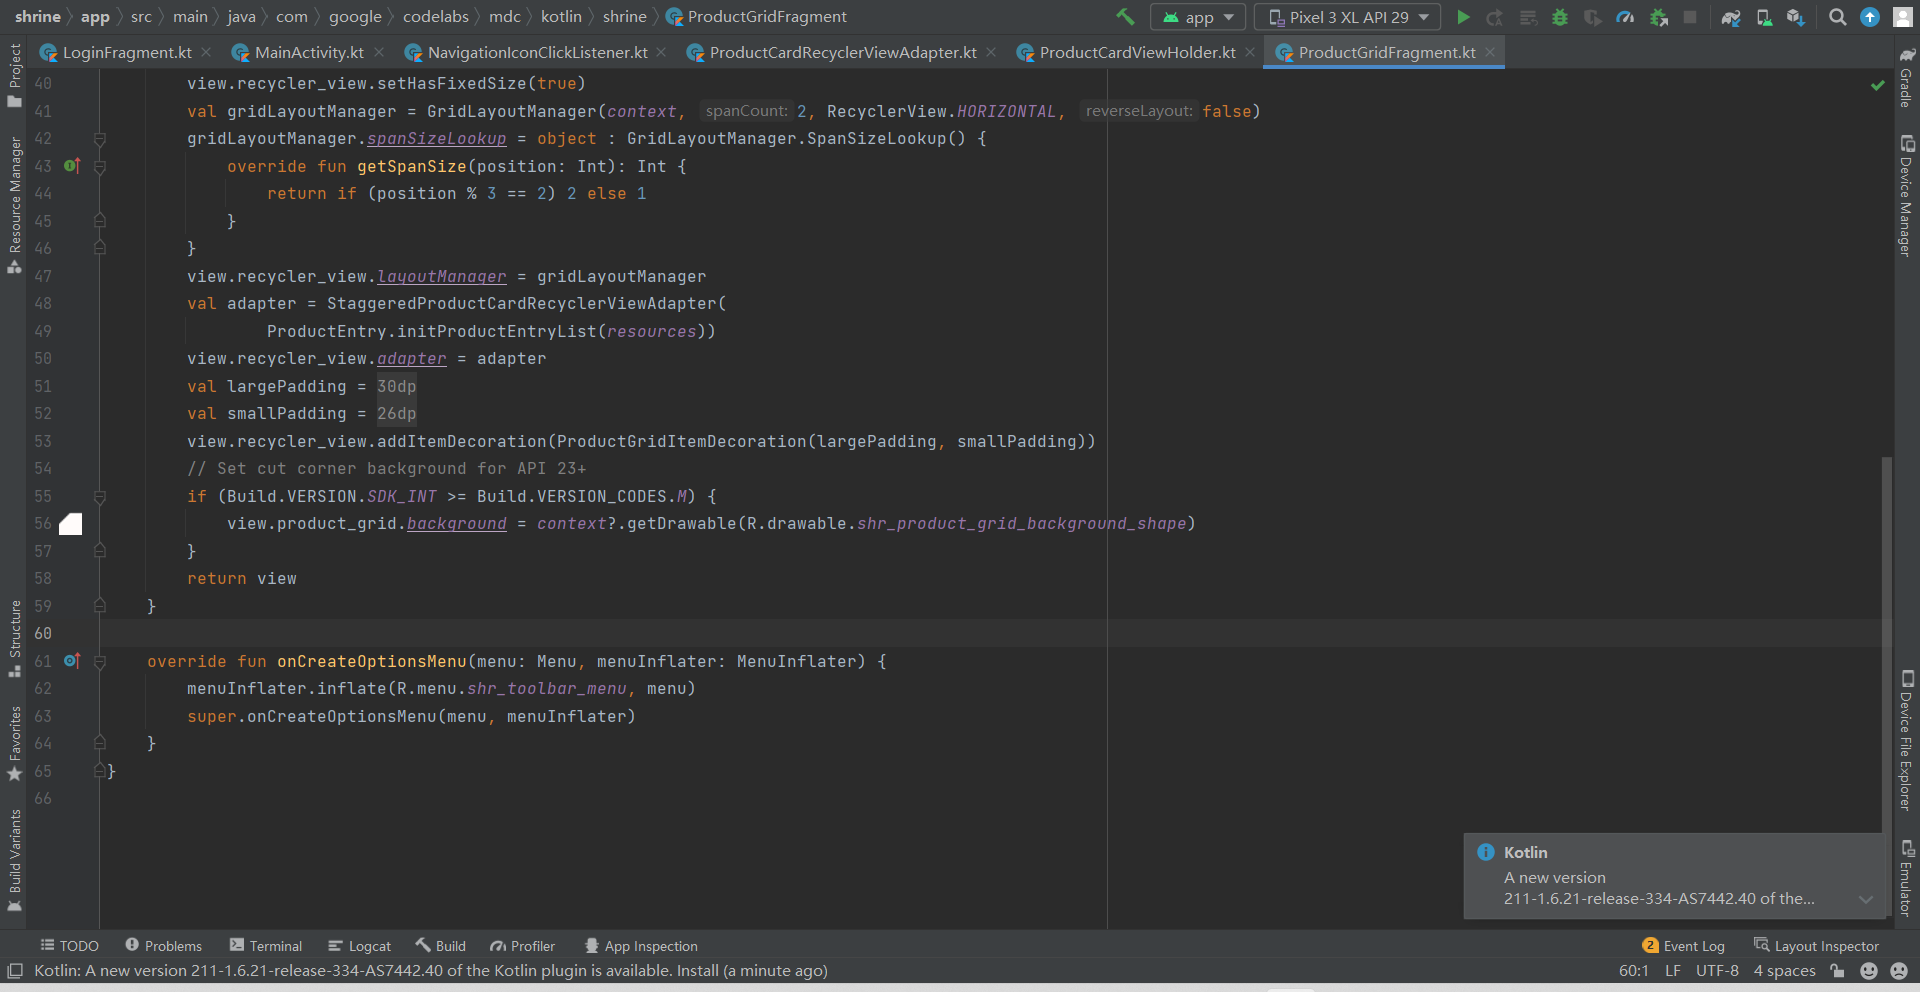 shrine app src main java com google codelabs mdc kotlin shrine ProductGridFragment app Pixel 3 XL API 29
LoginFragment.kt MainActivity.kt NavigationIconClickListener.kt ProductCardRecyclerViewAdapter.kt ProductCardViewHolder.kt ProductGridFragment.kt
Project
Resource Manager
Structure
Favorites
Build Variants
40 view.recycler_view.setHasFixedSize(true)
41 val gridLayoutManager = GridLayoutManager(context, spanCount: 2, RecyclerView.HORIZONTAL, reverseLayout: false)
42 gridLayoutManager.spanSizeLookup = object : GridLayoutManager.SpanSizeLookup() {
43 override fun getSpanSize(position: Int): Int {
44 return if (position % 3 == 2) 2 else 1
45 }
46 }
47 view.recycler_view.layoutManager = gridLayoutManager
48 val adapter = StaggeredProductCardRecyclerViewAdapter(
49 ProductEntry.initProductEntryList(resources))
50 view.recycler_view.adapter = adapter
51 val largePadding = 30dp
52 val smallPadding = 26dp
53 view.recycler_view.addItemDecoration(ProductGridItemDecoration(largePadding, smallPadding))
54 // Set cut corner background for API 23+
55 if (Build.VERSION.SDK_INT >= Build.VERSION_CODES.M) {
56 view.product_grid.background = context?.getDrawable(R.drawable.shr_product_grid_background_shape)
57 }
58 return view
59 }
60
61 override fun onCreateOptionsMenu(menu: Menu, menuInflater: MenuInflater) {
62 menuInflater.inflate(R.menu.shr_toolbar_menu, menu)
63 super.onCreateOptionsMenu(menu, menuInflater)
64 }
65 }
66
Gradle
Device Manager
Device File Explorer
Emulator
Kotlin
A new version
211-1.6.21-release-334-AS7442.40 of the...
TODO Problems Terminal Logcat Build Profiler App Inspection 2 Event Log Layout Inspector
Kotlin: A new version 211-1.6.21-release-334-AS7442.40 of the Kotlin plugin is available. Install (a minute ago) 60:1 LF UTF-8 4 spaces